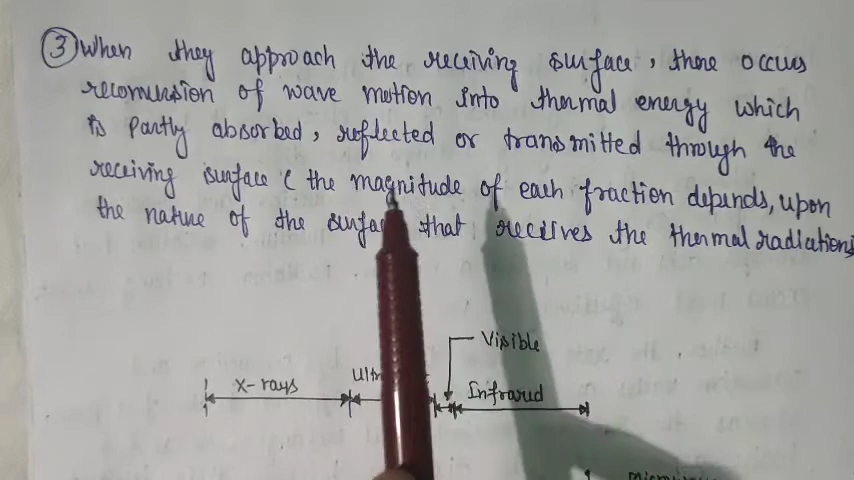 ③ When they approach the receiving surface, there occurs
reconversion of wave motion into thermal energy which
is partly absorbed, reflected or transmitted through the
receiving surface ( the magnitude of each fraction depends, upon
the nature of the surfac that receives the thermal radiations
Visible
X-rays Ult Infrared